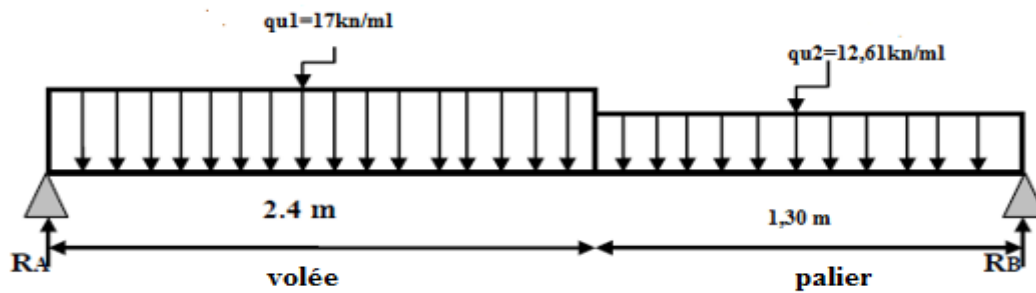 qu1=17kn/ml
qu2=12,61kn/ml
2.4 m
1,30 m
RA
RB
volée
palier